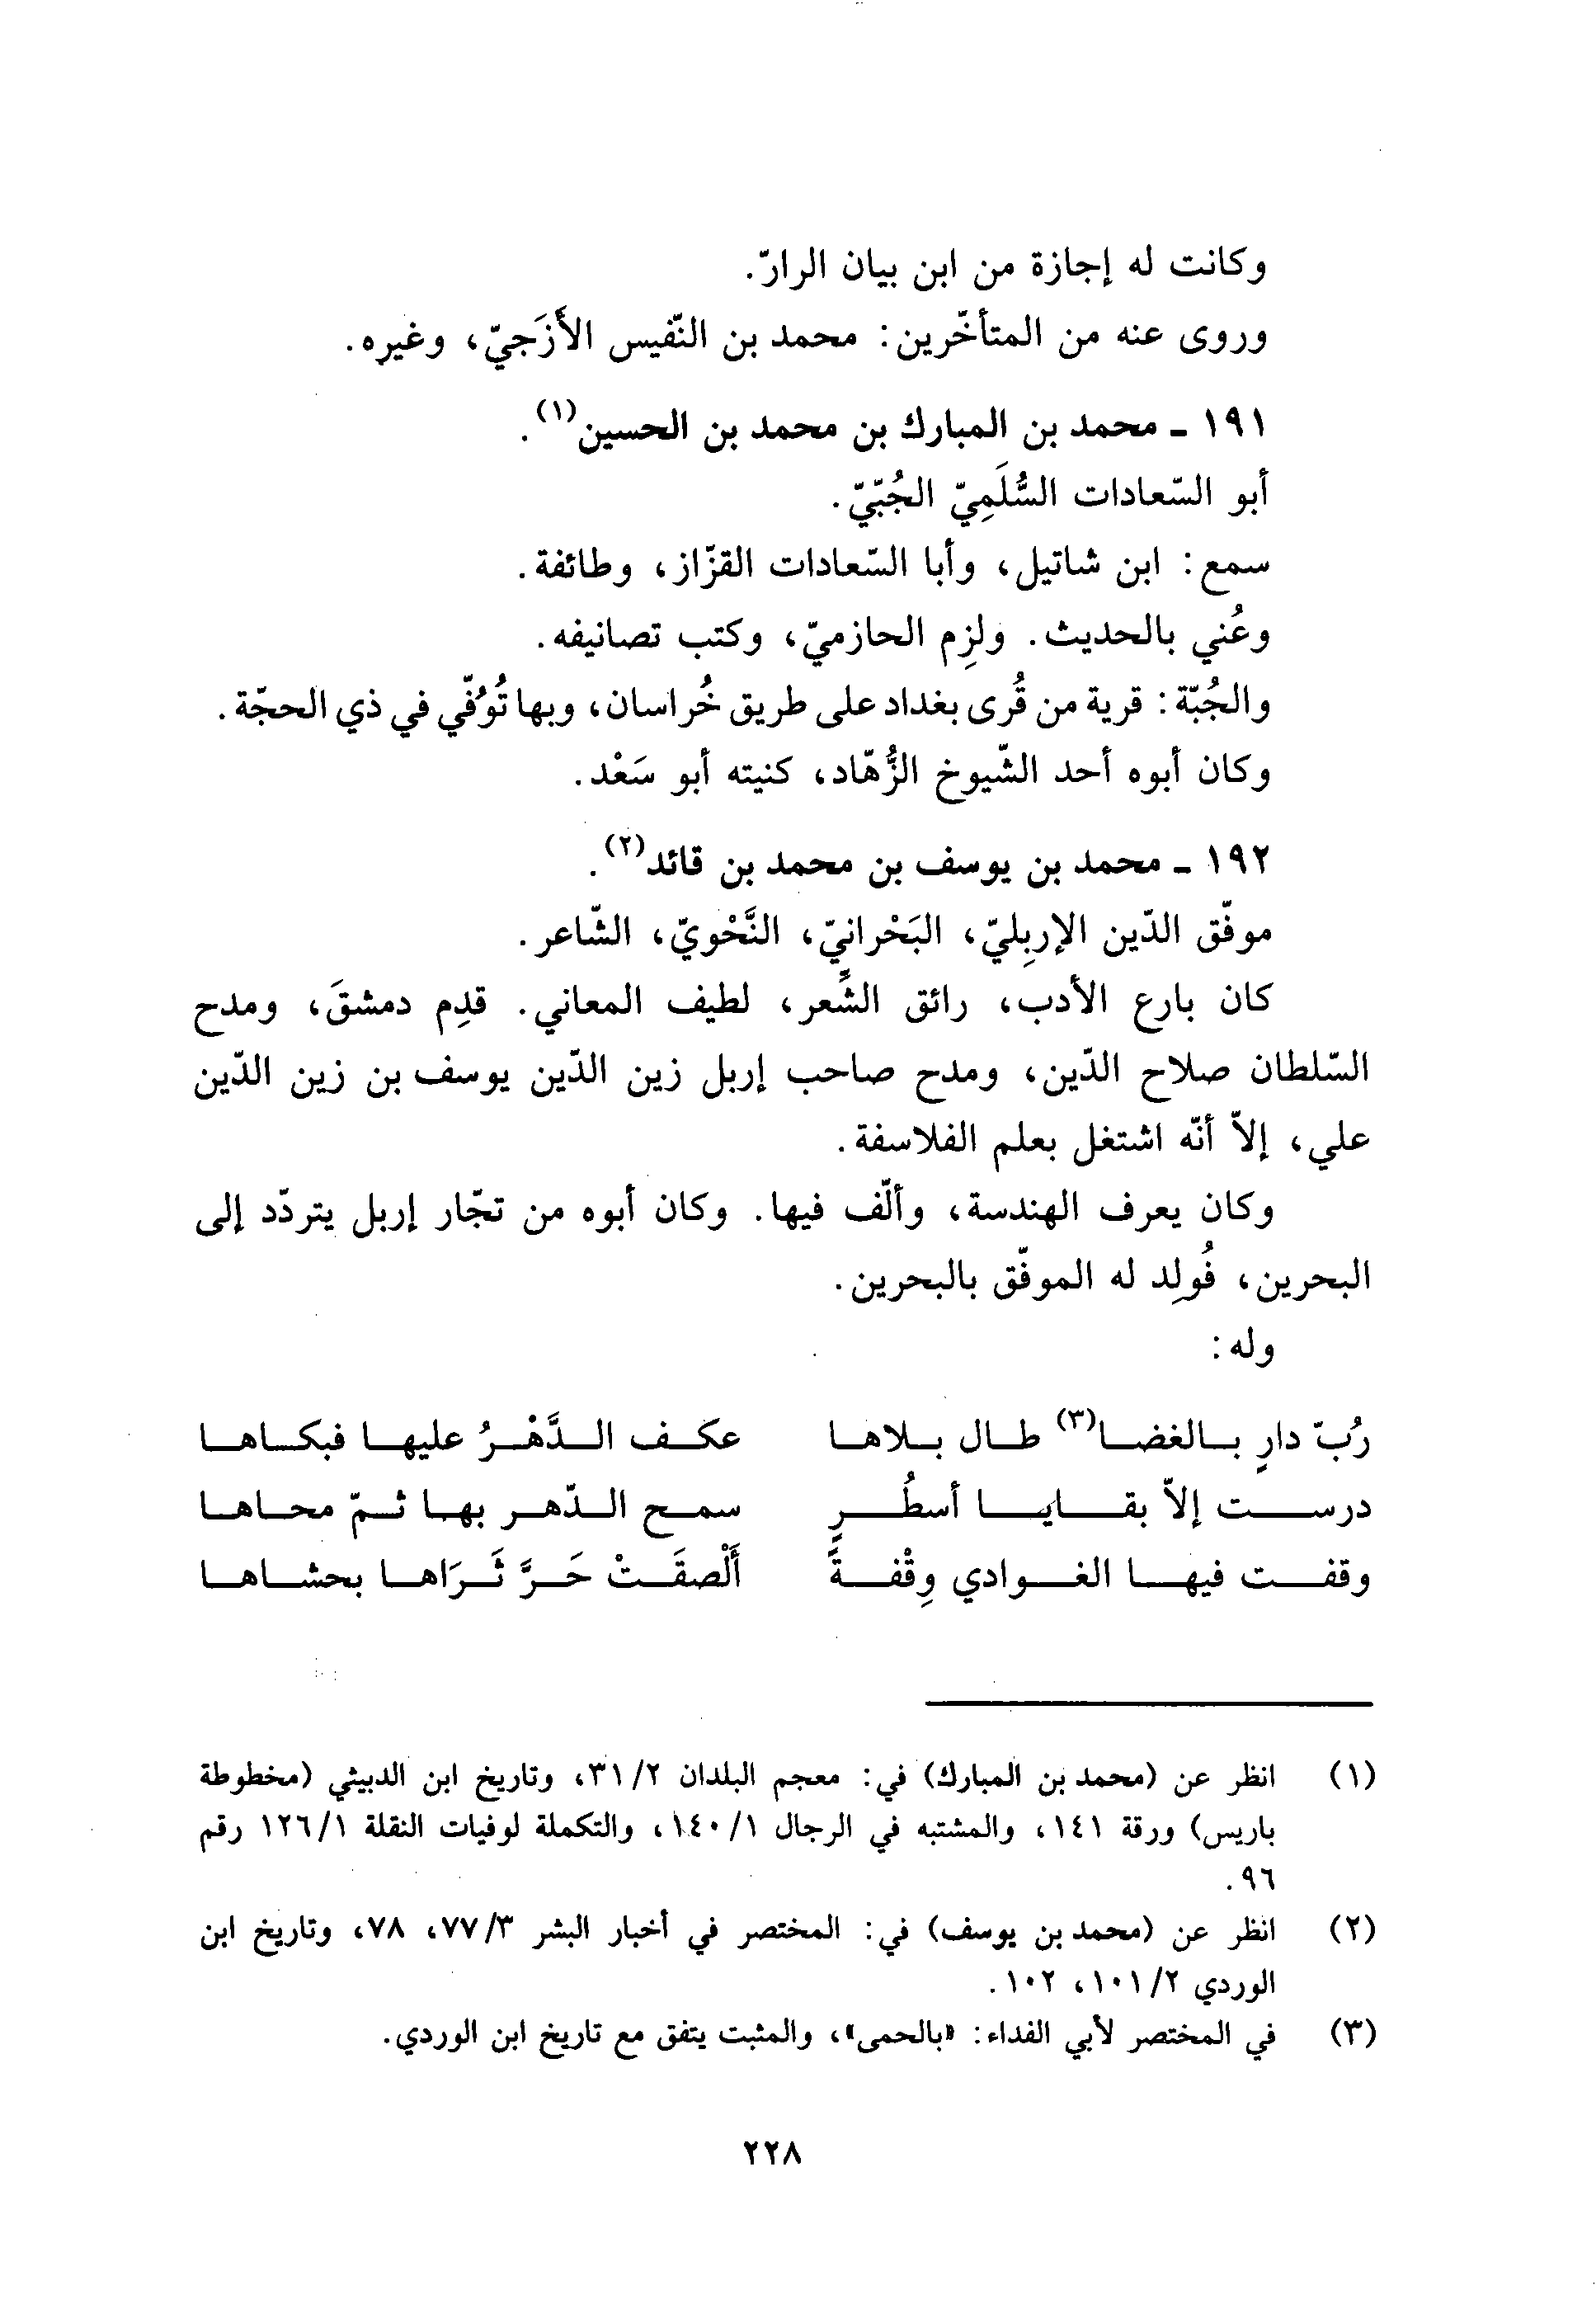 وكانت له إجازة من ابن بيان الرارّ.
وروى عنه من المتأخّرين: محمد بن النّفيس الأَزَجيّ، وغيره.
١٩١ ـ محمد بن المبارك بن محمد بن الحسين(١).
أبو السّعادات السُّلَمِيّ الجُبّيّ.
سمع: ابن شاتيل، وأبا السّعادات القزّاز، وطائفة.
وعُني بالحديث. ولزِم الحازميّ، وكتب تصانيفه.
والجُبّة: قرية من قُرى بغداد على طريق خُراسان، وبها تُوُفّي في ذي الحجّة.
وكان أبوه أحد الشّيوخ الزُّهّاد، كنيته أبو سَعْد.
١٩٢ ـ محمد بن يوسف بن محمد بن قائد(٢).
موفّق الدّين الإربِليّ، البَحْرانيّ، النَّحْويّ، الشّاعر.
كان بارع الأدب، رائق الشِّعر، لطيف المعاني. قدِم دمشقَ، ومدح
السّلطان صلاح الدّين، ومدح صاحب إربل زين الدّين يوسف بن زين الدّين
علي، إلاّ أنّه اشتغل بعلم الفلاسفة.
وكان يعرف الهندسة، وألّف فيها. وكان أبوه من تجّار إربل يتردّد إلى
البحرين، فُولِد له الموفّق بالبحرين.
وله:
رُبّ دارٍ بالغضا(٣) طال بلاها عكف الدَّهْرُ عليها فبكاها
درست إلاّ بقايا أسطُرٍ سمح الدّهر بها ثمّ محاها
وقفت فيها الغوادي وِقْفةً أَلْصقَتْ حَرَّ ثَرَاها بحشاها
(١) انظر عن (محمد بن المبارك) في: معجم البلدان ٢/٣١، وتاريخ ابن الدبيثي (مخطوطة
باريس) ورقة ١٤١، والمشتبه في الرجال ١/١٤٠، والتكملة لوفيات النقلة ١/١٢٦ رقم
٩٦.
(٢) انظر عن (محمد بن يوسف) في: المختصر في أخبار البشر ٣/٧٧، ٧٨، وتاريخ ابن
الوردي ٢/١٠١، ١٠٢.
(٣) في المختصر لأبي الفداء: «بالحمى»، والمثبت يتفق مع تاريخ ابن الوردي.
٢٢٨